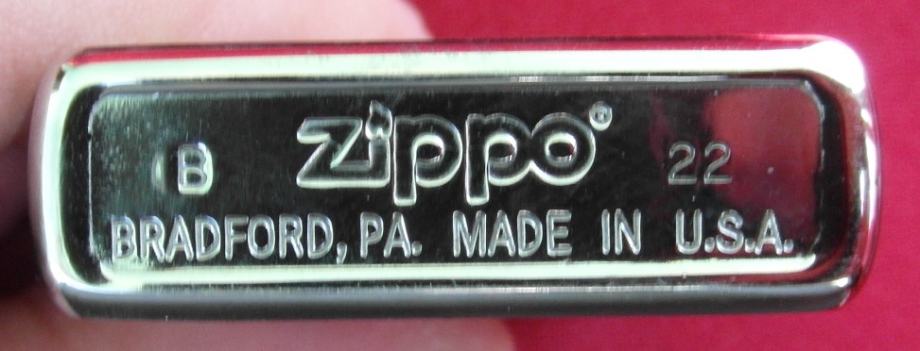 B Zippo® 22
BRADFORD, PA. MADE IN U.S.A.